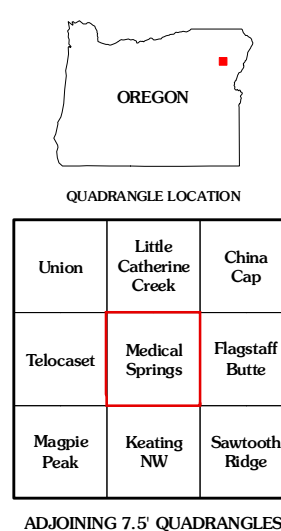 OREGON
QUADRANGLE LOCATION
Union
Little
Catherine
Creek
China
Cap
Telocaset
Medical
Springs
Flagstaff
Butte
Magpie
Peak
Keating
NW
Sawtooth
Ridge
ADJOINING 7.5' QUADRANGLES